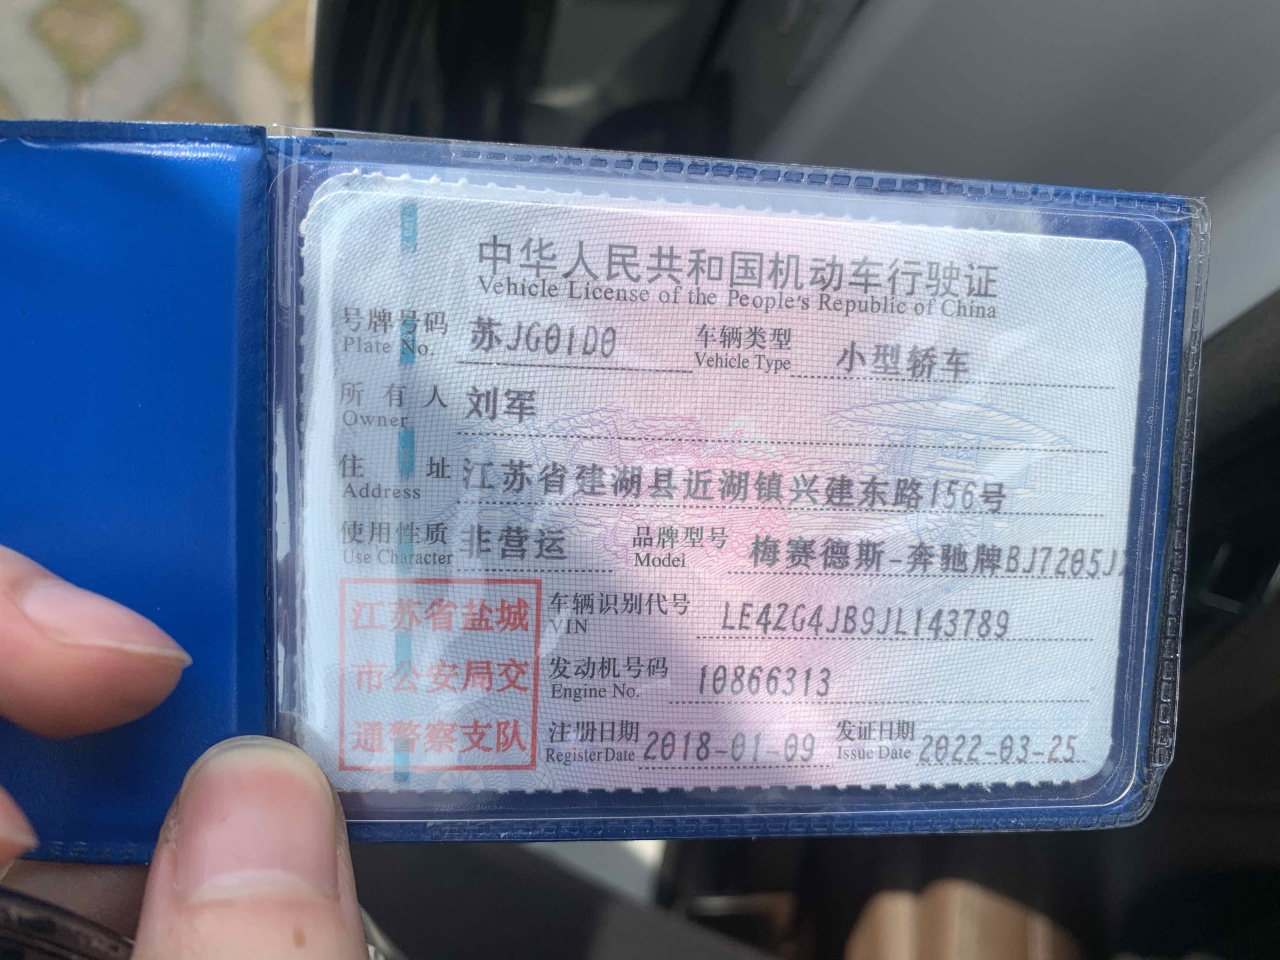 中华人民共和国机动车行驶证
Vehicle License of the People's Republic of China
号牌号码 苏JG01D0 车辆类型 小型轿车
Plate No. Vehicle Type
所有人 刘军
Owner
住址 江苏省建湖县近湖镇兴建东路156号
Address
使用性质 非营运 品牌型号 梅赛德斯-奔驰牌BJ7205J
Use Character Model
江苏省盐城
市公安局交
通警察支队
车辆识别代号 LE4ZG4JB9JL143789
VIN
发动机号码 10866313
Engine No.
注册日期 2018-01-09 发证日期 2022-03-25
Register Date Issue Date